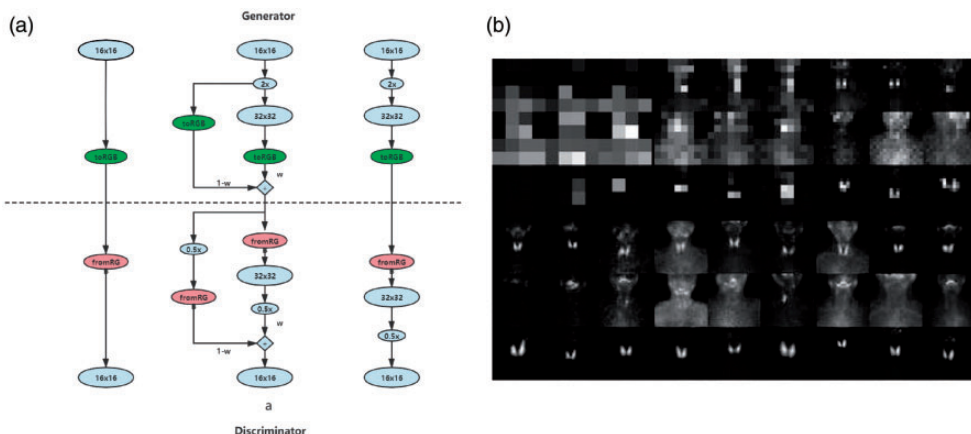 (a)
Generator
(b)
16x16
16x16
16x16
2x
2x
toRGB
32x32
32x32
toRGB
toRGB
toRGB
w
1-w
+
fromRG
0.5x
fromRG
fromRG
32x32
32x32
fromRG
0.5x
w
0.5x
1-w
+
16x16
16x16
16x16
a
Discriminator